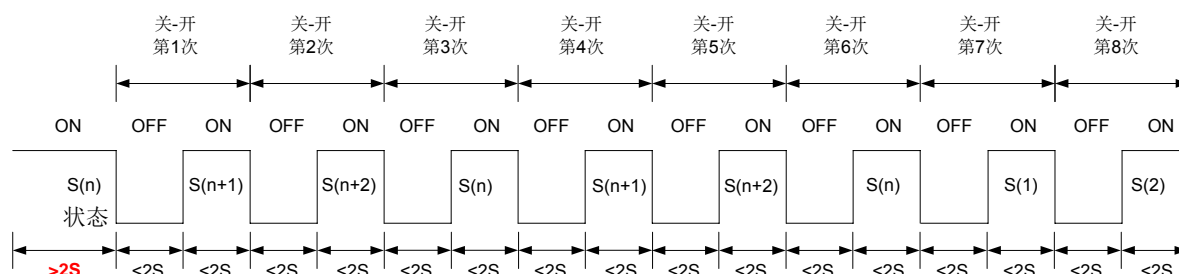 关-开 关-开 关-开 关-开 关-开 关-开 关-开 关-开
第1次 第2次 第3次 第4次 第5次 第6次 第7次 第8次
ON OFF ON OFF ON OFF ON OFF ON OFF ON OFF ON OFF ON OFF ON
S(n) S(n+1) S(n+2) S(n) S(n+1) S(n+2) S(n) S(1) S(2)
状态
>2S <2S <2S <2S <2S <2S <2S <2S <2S <2S <2S <2S <2S <2S <2S <2S <2S